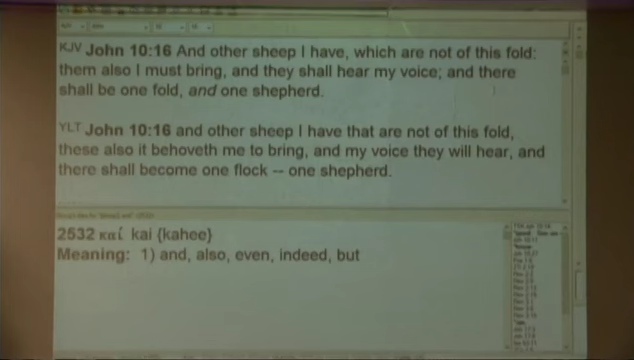 KJV John 10:16 And other sheep I have, which are not of this fold:
them also I must bring, and they shall hear my voice; and there
shall be one fold, and one shepherd.
YLT John 10:16 and other sheep I have that are not of this fold,
these also it behoveth me to bring, and my voice they will hear, and
there shall become one flock -- one shepherd.
2532 καί kai {kahee}
Meaning: 1) and, also, even, indeed, but